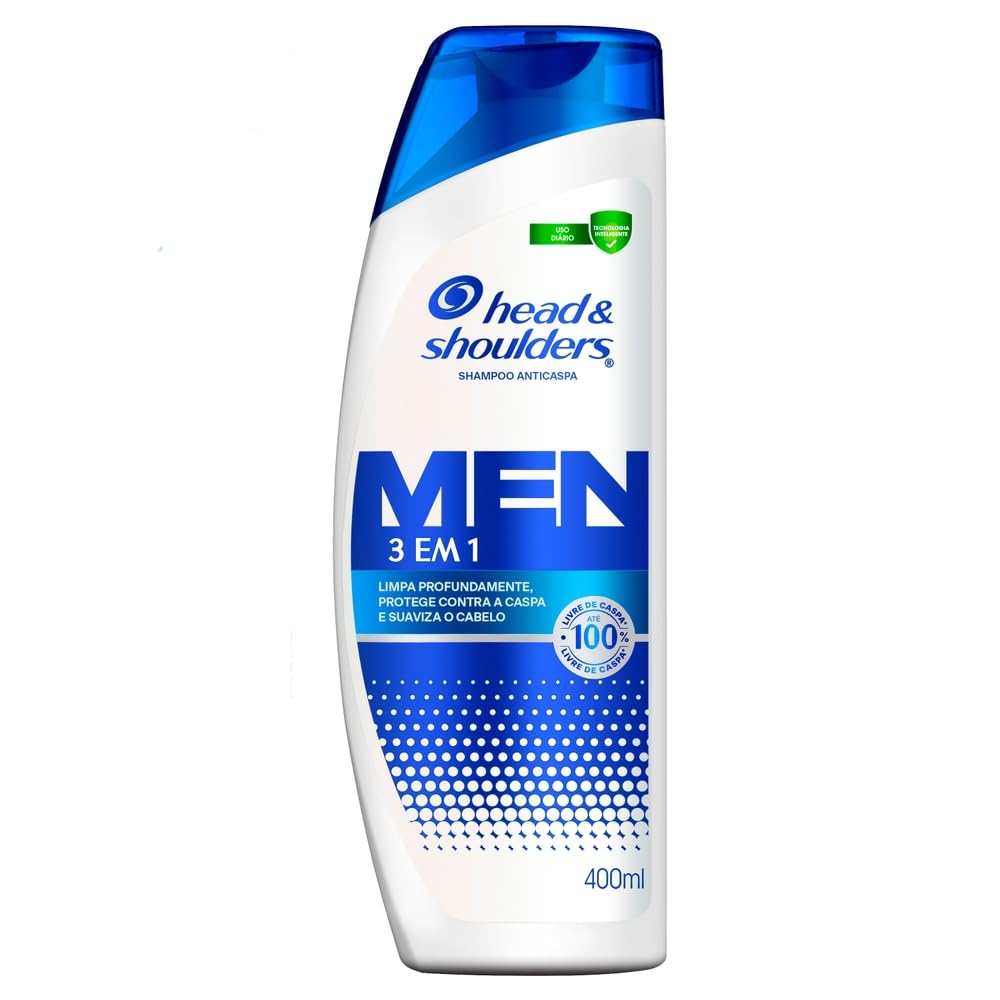 USO
DIÁRIO
TECNOLOGIA
INTELIGENTE
head &
shoulders®
SHAMPOO ANTICASPA
MEN
3 EM 1
LIMPA PROFUNDAMENTE,
PROTEGE CONTRA A CASPA
E SUAVIZA O CABELO
LIVRE DE CASPA*
ATÉ
100%
LIVRE DE CASPA*
400ml